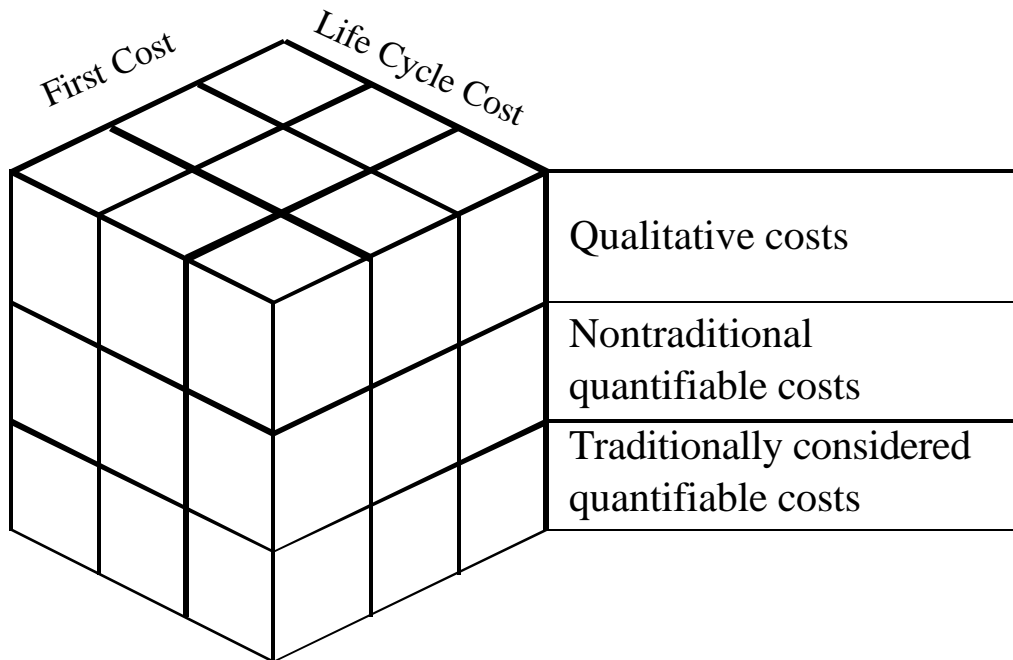 First Cost
Life Cycle Cost
Qualitative costs
Nontraditional
quantifiable costs
Traditionally considered
quantifiable costs